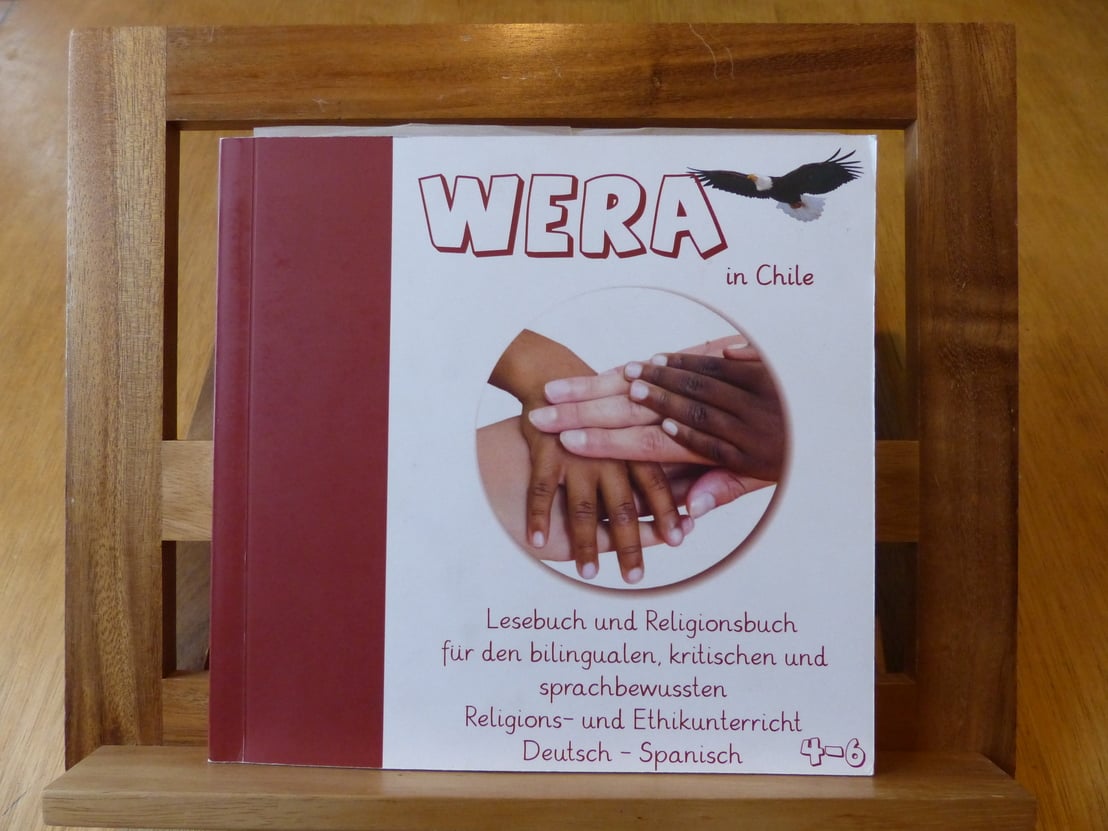 WERA
in Chile
Lesebuch und Religionsbuch
für den bilingualen, kritischen und
sprachbewussten
Religions- und Ethikunterricht
Deutsch - Spanisch
4-6